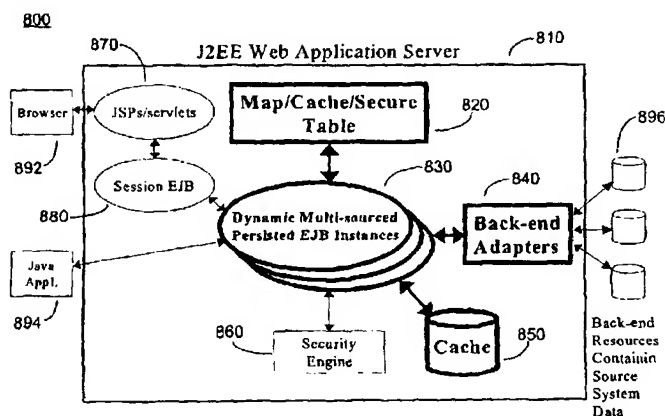 800
870
J2EE Web Application Server
810
Browser
892
JSPs/servlets
Map/Cache/Secure
Table
820
896
Session EJB
880
830
Dynamic Multi-sourced
Persisted EJB Instances
840
Back-end
Adapters
Java
Appl.
894
860
Security
Engine
Cache
850
Back-end
Resources
Containin
Source
System
Data